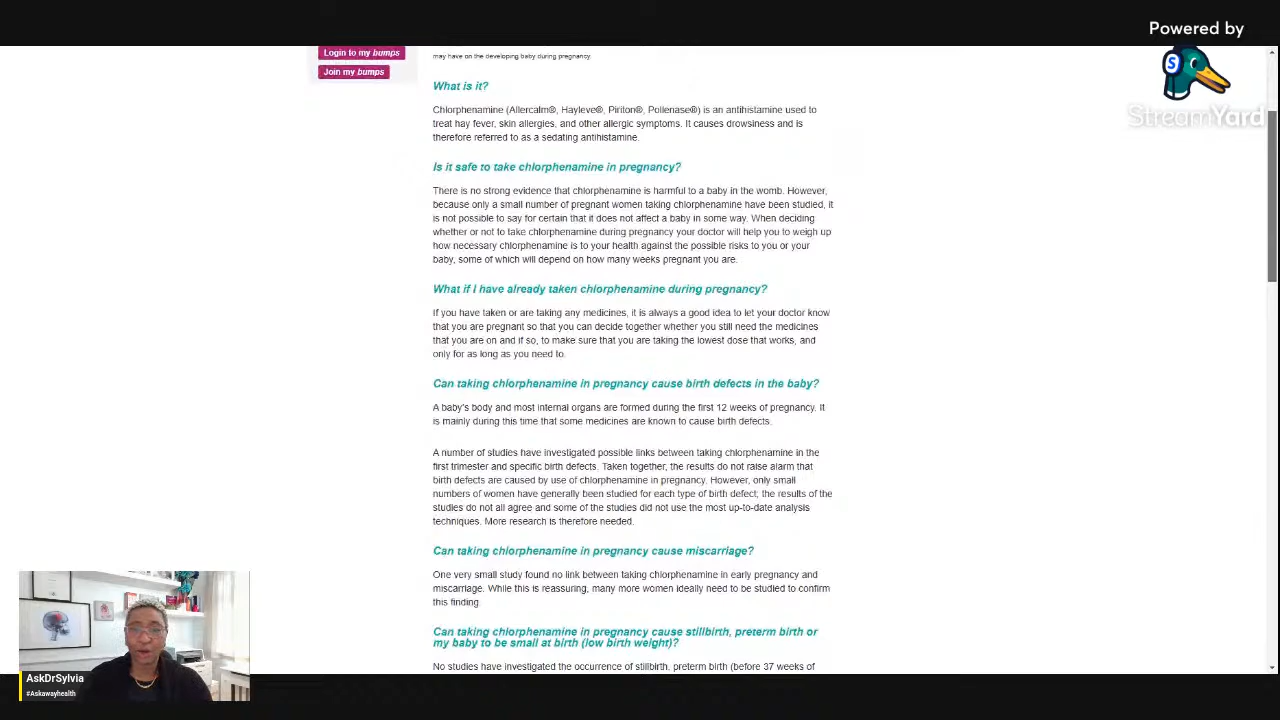 Powered by
StreamYard
Login to my bumps
Join my bumps
may have on the developing baby during pregnancy.
What is it?
Chlorphenamine (Allercalm®, Hayleve®, Piriton®, Pollenase®) is an antihistamine used to
treat hay fever, skin allergies, and other allergic symptoms. It causes drowsiness and is
therefore referred to as a sedating antihistamine.
Is it safe to take chlorphenamine in pregnancy?
There is no strong evidence that chlorphenamine is harmful to a baby in the womb. However,
because only a small number of pregnant women taking chlorphenamine have been studied, it
is not possible to say for certain that it does not affect a baby in some way. When deciding
whether or not to take chlorphenamine during pregnancy your doctor will help you to weigh up
how necessary chlorphenamine is to your health against the possible risks to you or your
baby, some of which will depend on how many weeks pregnant you are.
What if I have already taken chlorphenamine during pregnancy?
If you have taken or are taking any medicines, it is always a good idea to let your doctor know
that you are pregnant so that you can decide together whether you still need the medicines
that you are on and if so, to make sure that you are taking the lowest dose that works, and
only for as long as you need to.
Can taking chlorphenamine in pregnancy cause birth defects in the baby?
A baby's body and most internal organs are formed during the first 12 weeks of pregnancy. It
is mainly during this time that some medicines are known to cause birth defects.
A number of studies have investigated possible links between taking chlorphenamine in the
first trimester and specific birth defects. Taken together, the results do not raise alarm that
birth defects are caused by use of chlorphenamine in pregnancy. However, only small
numbers of women have generally been studied for each type of birth defect; the results of the
studies do not all agree and some of the studies did not use the most up-to-date analysis
techniques. More research is therefore needed.
Can taking chlorphenamine in pregnancy cause miscarriage?
One very small study found no link between taking chlorphenamine in early pregnancy and
miscarriage. While this is reassuring, many more women ideally need to be studied to confirm
this finding.
Can taking chlorphenamine in pregnancy cause stillbirth, preterm birth or
my baby to be small at birth (low birth weight)?
No studies have investigated the occurrence of stillbirth, preterm birth (before 37 weeks of
AskDrSylvia
#Askawayhealth